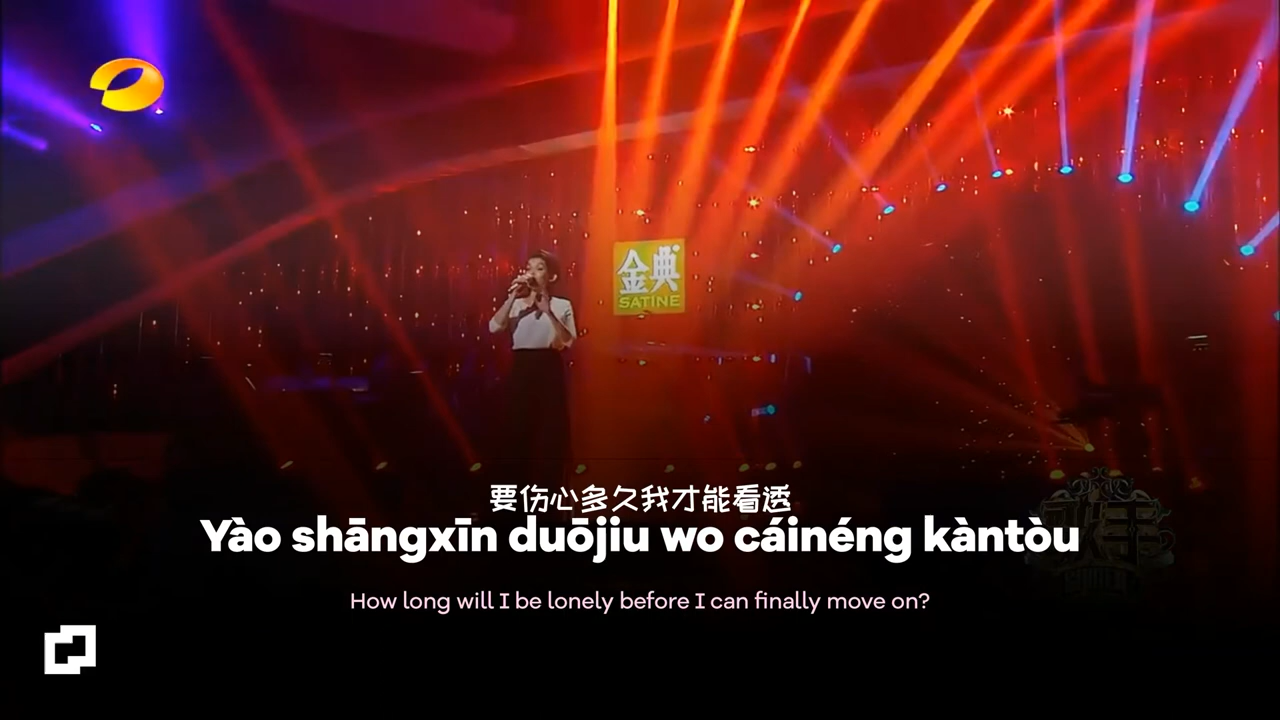 金典
SATINE
要伤心多久我才能看透
Yào shāngxīn duōjiu wo cáinéng kàntòu
How long will I be lonely before I can finally move on?